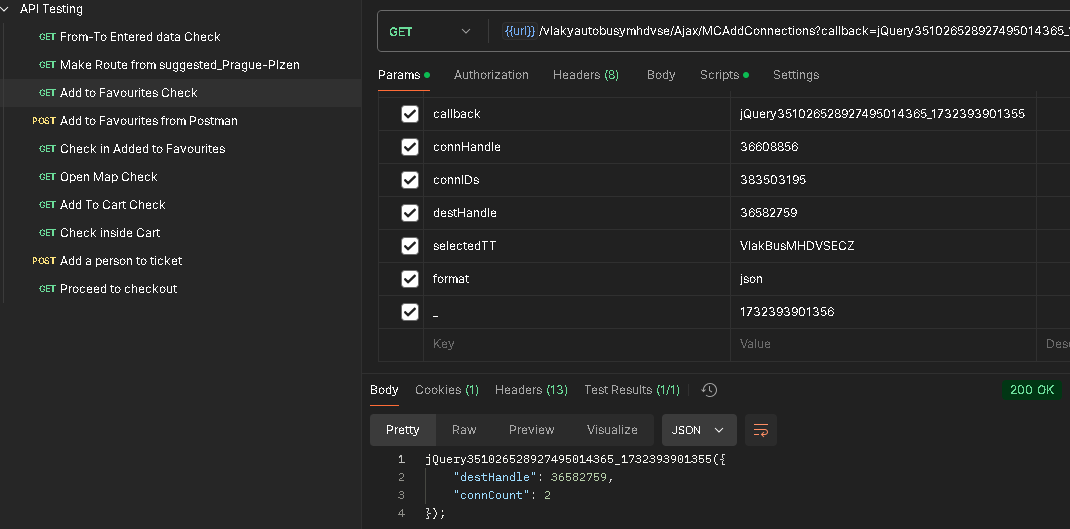 API Testing
GET From-To Entered data Check
GET Make Route from suggested_Prague-Plzen
GET Add to Favourites Check
POST Add to Favourites from Postman
GET Check in Added to Favourites
GET Open Map Check
GET Add To Cart Check
GET Check inside Cart
POST Add a person to ticket
GET Proceed to checkout
GET {{url}} /vlakyautobusymhdvse/Ajax/MCAddConnections?callback=jQuery351026528927495014365_1
Params Authorization Headers (8) Body Scripts Settings
callback jQuery351026528927495014365_1732393901355
connHandle 36608856
connIDs 383503195
destHandle 36582759
selectedTT VlakBusMHDVSECZ
format json
_ 1732393901356
Key Value Desc
Body Cookies (1) Headers (13) Test Results (1/1) 200 OK
Pretty Raw Preview Visualize JSON
1 jQuery351026528927495014365_1732393901355({
2 "destHandle": 36582759,
3 "connCount": 2
4 });